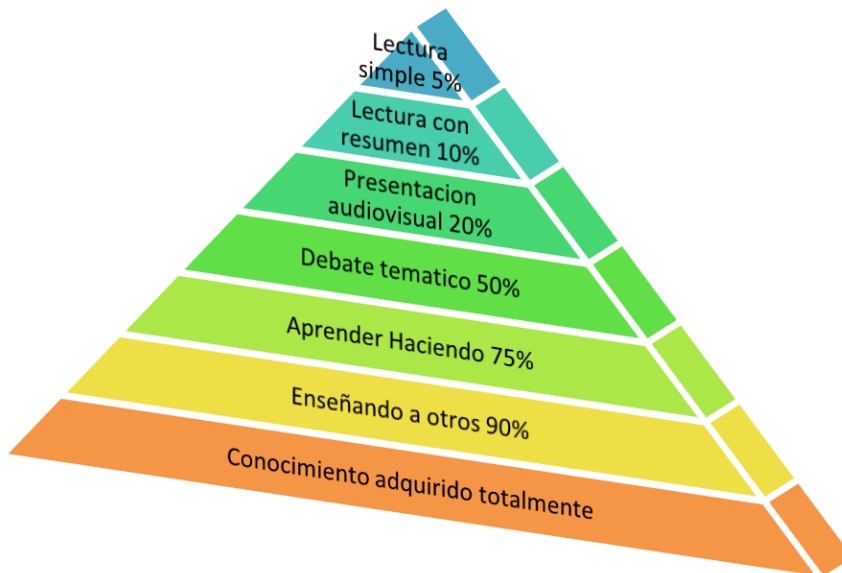 Lectura
simple 5%
Lectura con
resumen 10%
Presentacion
audiovisual 20%
Debate tematico 50%
Aprender Haciendo 75%
Enseñando a otros 90%
Conocimiento adquirido totalmente